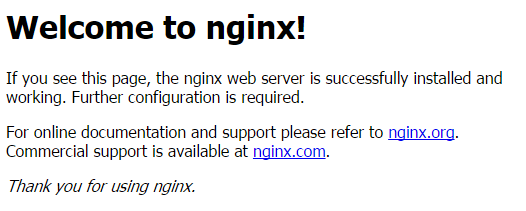 Welcome to nginx!
If you see this page, the nginx web server is successfully installed and
working. Further configuration is required.
For online documentation and support please refer to nginx.org.
Commercial support is available at nginx.com.
Thank you for using nginx.